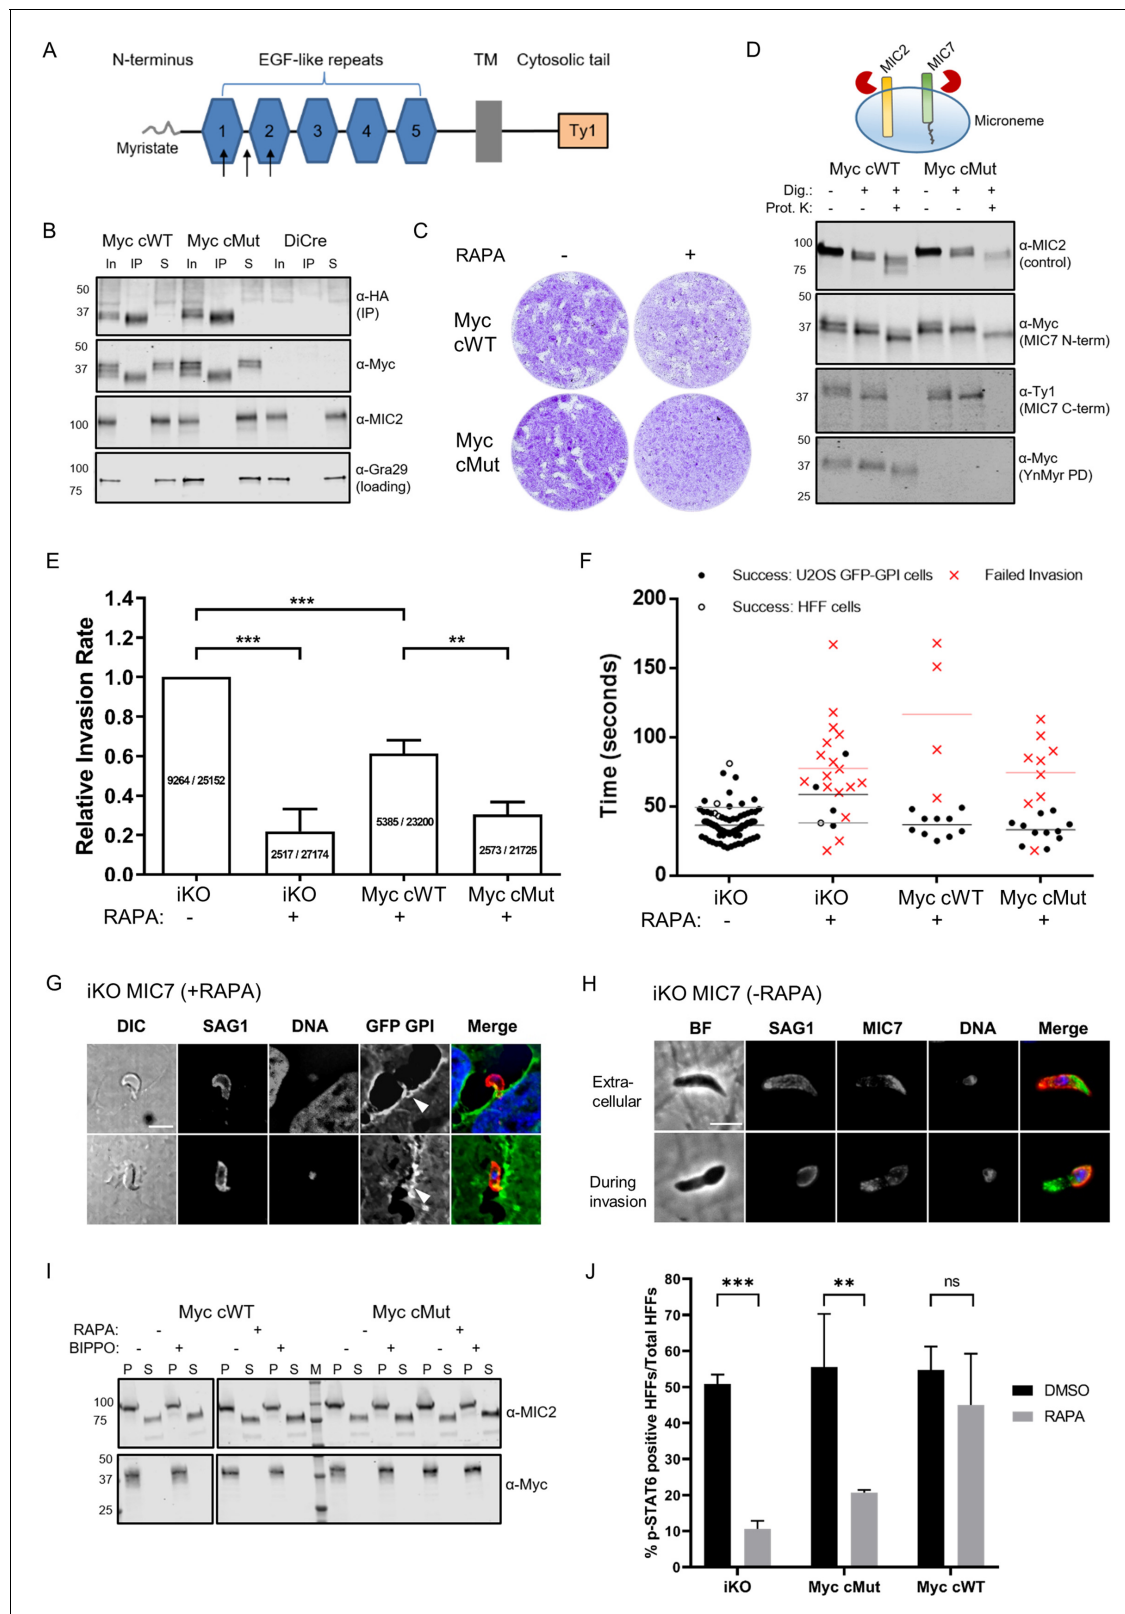 A
N-terminus
EGF-like repeats
TM
Cytosolic tail
1
2
3
4
5
Ty1
Myristate
B
Myc cWT
Myc cMut
DiCre
In
IP
S
In
IP
S
In
IP
S
50
37
α-HA
(IP)
50
37
α-Myc
100
α-MIC2
100
75
α-Gra29
(loading)
C
RAPA
-
+
Myc
cWT
Myc
cMut
D
MIC2
MIC7
Microneme
Myc cWT
Myc cMut
Dig.:
-
+
+
-
+
+
Prot. K:
-
-
+
-
-
+
100
75
α-MIC2
(control)
37
α-Myc
(MIC7 N-term)
37
α-Ty1
(MIC7 C-term)
50
37
25
α-Myc
(YnMyr PD)
E
Relative Invasion Rate
1.4
1.2
1.0
0.8
0.6
0.4
0.2
0.0
***
***
**
9264 / 25152
2517 / 27174
5385 / 23200
2573 / 21725
iKO
iKO
Myc cWT
Myc cMut
RAPA:
-
+
+
+
F
Success: U2OS GFP-GPI cells
Failed Invasion
Success: HFF cells
Time (seconds)
200
150
100
50
0
iKO
iKO
Myc cWT
Myc cMut
RAPA:
-
+
+
+
G
iKO MIC7 (+RAPA)
DIC
SAG1
DNA
GFP GPI
Merge
H
iKO MIC7 (-RAPA)
BF
SAG1
MIC7
DNA
Merge
Extra-
cellular
During
invasion
I
Myc cWT
Myc cMut
RAPA:
-
+
-
+
BIPPO:
-
+
-
+
-
+
-
+
P
S
P
S
P
S
P
S
M
P
S
P
S
P
S
P
S
100
75
α-MIC2
50
37
25
α-Myc
J
% p-STAT6 positive HFFs/Total HFFs
80
70
60
50
40
30
20
10
0
***
**
ns
DMSO
RAPA
iKO
Myc cMut
Myc cWT